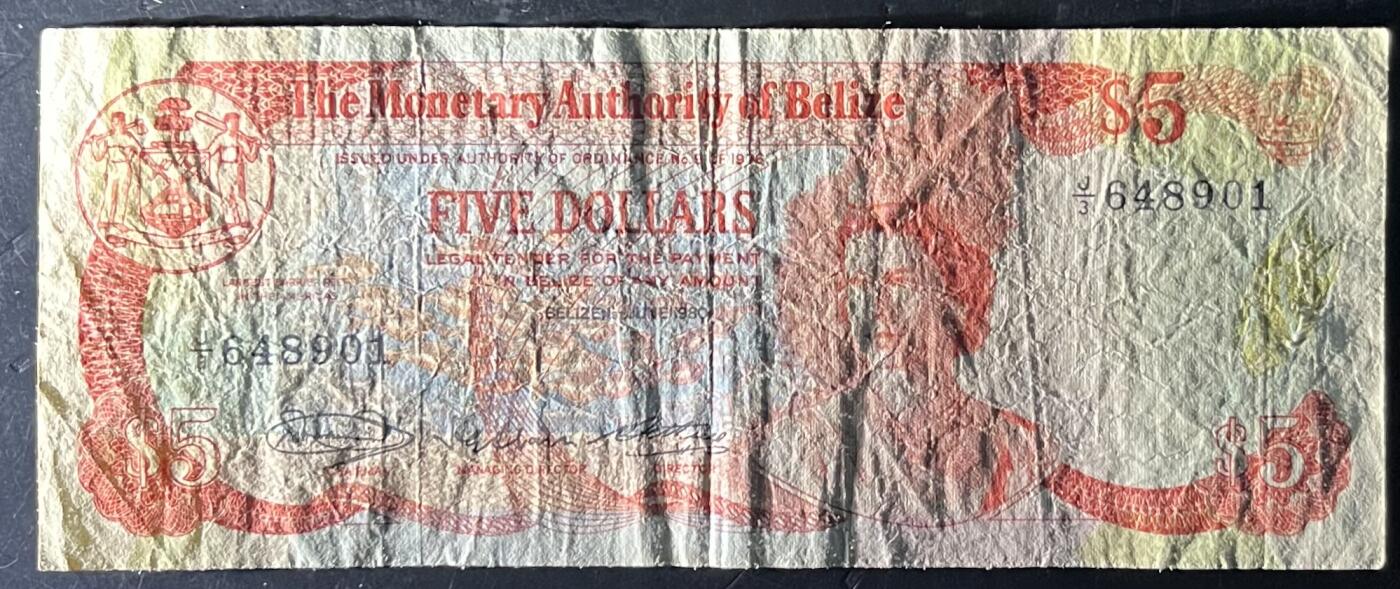 The Monetary Authority of Belize
$5
ISSUED UNDER AUTHORITY OF ORDINANCE No. 9 OF 1976
J/3 648901
FIVE DOLLARS
LEGAL TENDER FOR THE PAYMENT
IN BELIZE OF ANY AMOUNT
BELIZE 1 JUNE 1980
648901
$5
CHAIRMAN
MANAGING DIRECTOR
DIRECTOR
$5